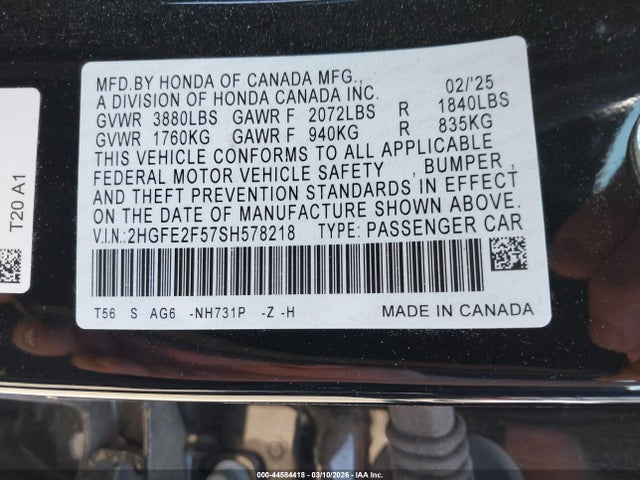 MFD.BY HONDA OF CANADA MFG.,
A DIVISION OF HONDA CANADA INC. 02/'25
GVWR 3880LBS GAWR F 2072LBS R 1840LBS
GVWR 1760KG GAWR F 940KG R 835KG
THIS VEHICLE CONFORMS TO ALL APPLICABLE
FEDERAL MOTOR VEHICLE SAFETY , BUMPER ,
AND THEFT PREVENTION STANDARDS IN EFFECT
ON THE DATE OF MANUFACTURE SHOWN ABOVE.
V.I.N.:2HGFE2F57SH578218 TYPE: PASSENGER CAR
T56 S AG6 -NH731P -Z -H MADE IN CANADA
T20 A1
000-44584418 | 03/10/2026 | IAA Inc.